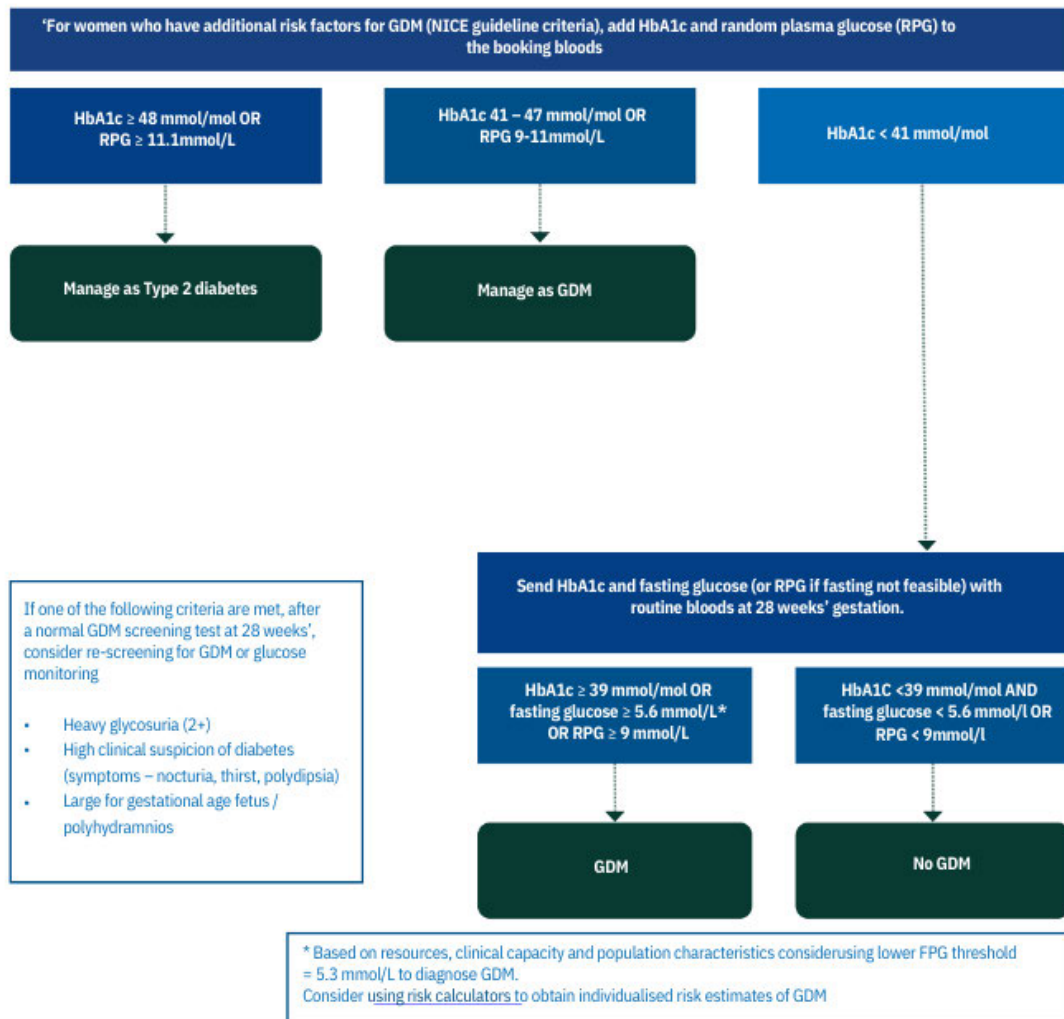 ‘For women who have additional risk factors for GDM (NICE guideline criteria), add HbA1c and random plasma glucose (RPG) to
the booking bloods
HbA1c ≥ 48 mmol/mol OR
RPG ≥ 11.1mmol/L
HbA1c 41 – 47 mmol/mol OR
RPG 9-11mmol/L
HbA1c < 41 mmol/mol
Manage as Type 2 diabetes
Manage as GDM
Send HbA1c and fasting glucose (or RPG if fasting not feasible) with
routine bloods at 28 weeks’ gestation.
If one of the following criteria are met, after
a normal GDM screening test at 28 weeks’,
consider re-screening for GDM or glucose
monitoring
• Heavy glycosuria (2+)
• High clinical suspicion of diabetes
(symptoms – nocturia, thirst, polydipsia)
• Large for gestational age fetus /
polyhydramnios
HbA1c ≥ 39 mmol/mol OR
fasting glucose ≥ 5.6 mmol/L*
OR RPG ≥ 9 mmol/L
HbA1C <39 mmol/mol AND
fasting glucose < 5.6 mmol/l OR
RPG < 9mmol/l
GDM
No GDM
* Based on resources, clinical capacity and population characteristics considerusing lower FPG threshold
= 5.3 mmol/L to diagnose GDM.
Consider using risk calculators to obtain individualised risk estimates of GDM